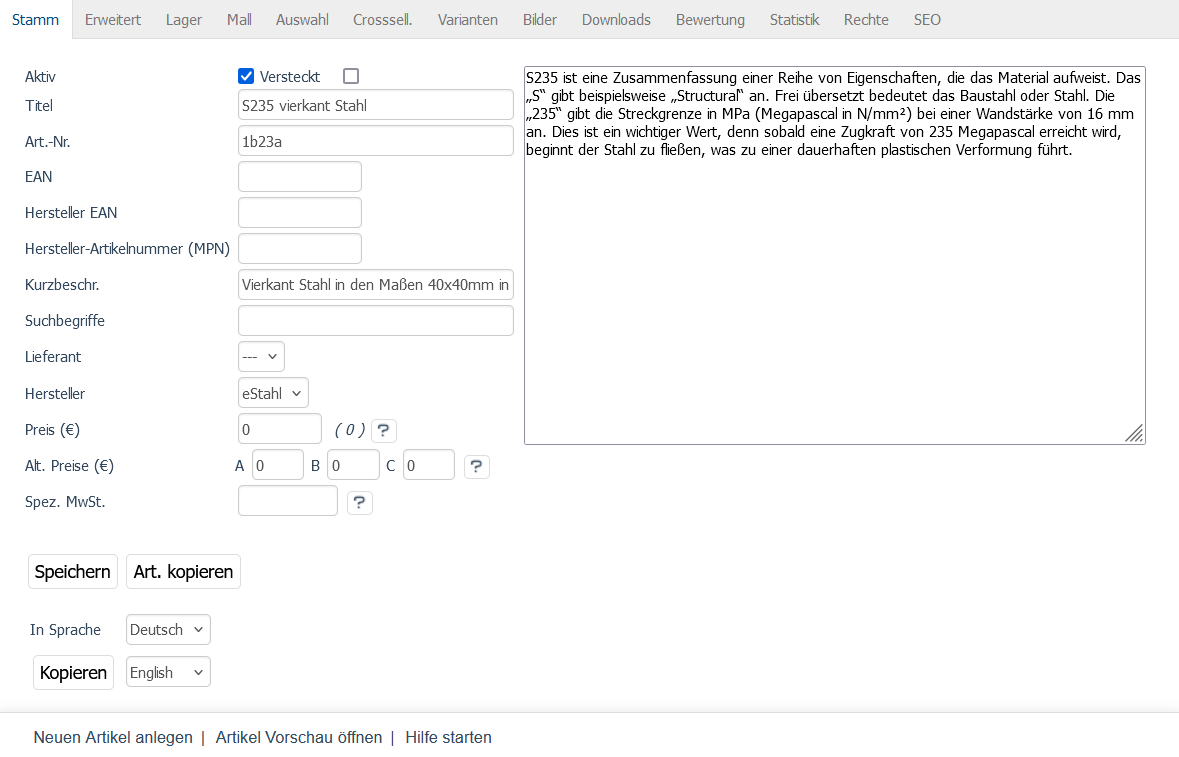 Stamm Erweitert Lager Mall Auswahl Crosssell. Varianten Bilder Downloads Bewertung Statistik Rechte SEO
Aktiv Versteckt
Titel S235 vierkant Stahl
Art.-Nr. 1b23a
EAN
Hersteller EAN
Hersteller-Artikelnummer (MPN)
Kurzbeschr. Vierkant Stahl in den Maßen 40x40mm in
Suchbegriffe
Lieferant ---
Hersteller eStahl
Preis (€) 0 ( 0 ) ?
Alt. Preise (€) A 0 B 0 C 0 ?
Spez. MwSt. ?
S235 ist eine Zusammenfassung einer Reihe von Eigenschaften, die das Material aufweist. Das
„S“ gibt beispielsweise „Structural“ an. Frei übersetzt bedeutet das Baustahl oder Stahl. Die
„235“ gibt die Streckgrenze in MPa (Megapascal in N/mm²) bei einer Wandstärke von 16 mm
an. Dies ist ein wichtiger Wert, denn sobald eine Zugkraft von 235 Megapascal erreicht wird,
beginnt der Stahl zu fließen, was zu einer dauerhaften plastischen Verformung führt.
Speichern Art. kopieren
In Sprache Deutsch
Kopieren English
Neuen Artikel anlegen | Artikel Vorschau öffnen | Hilfe starten